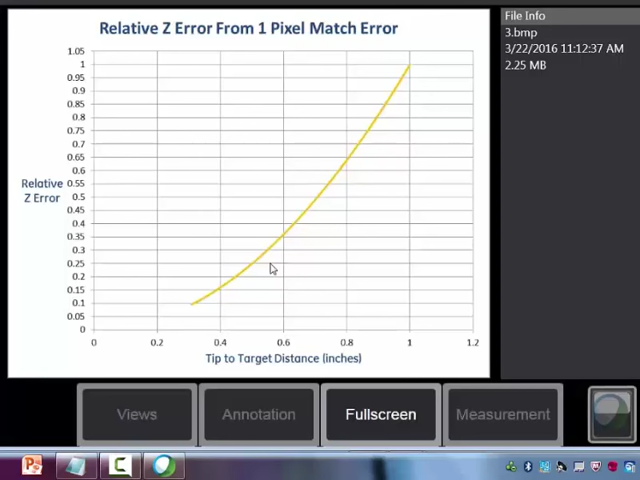 Relative Z Error From 1 Pixel Match Error
1.05
1
0.95
0.9
0.85
0.8
0.75
0.7
0.65
0.6
Relative 0.55
Z Error 0.5
0.45
0.4
0.35
0.3
0.25
0.2
0.15
0.1
0.05
0
0 0.2 0.4 0.6 0.8 1 1.2
Tip to Target Distance (inches)
File Info
3.bmp
3/22/2016 11:12:37 AM
2.25 MB
Views Annotation Fullscreen Measurement